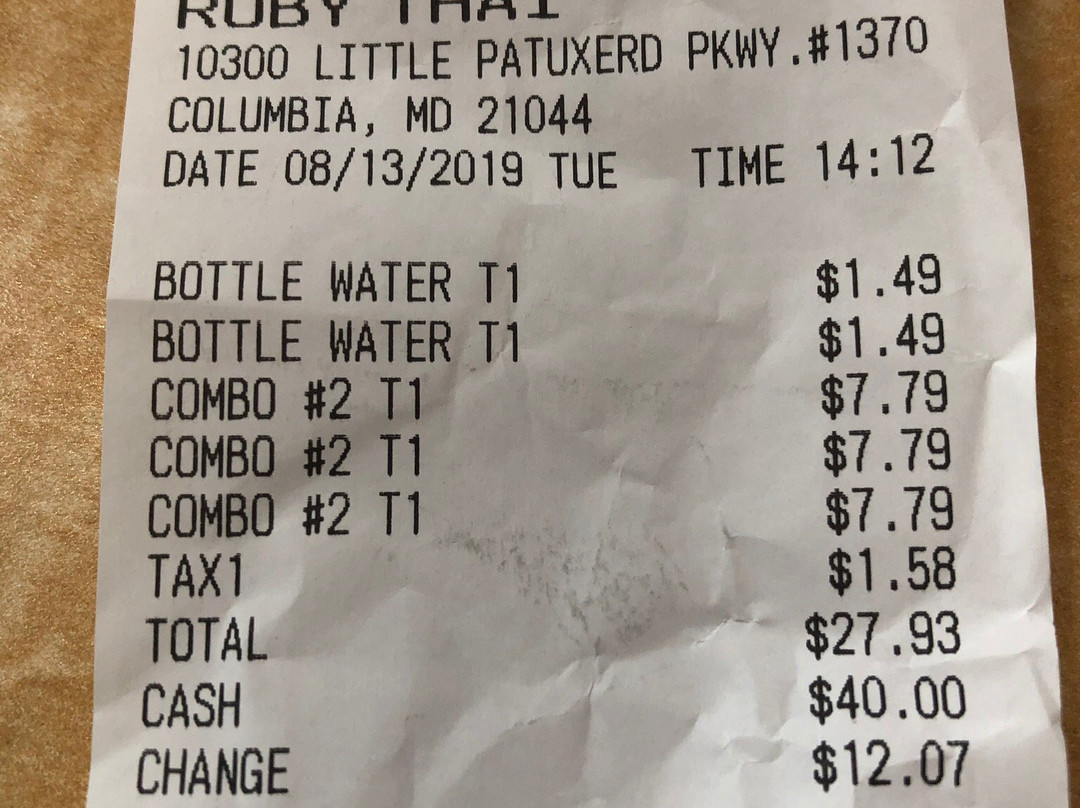 RUBY THAI
10300 LITTLE PATUXERD PKWY.#1370
COLUMBIA, MD 21044
DATE 08/13/2019 TUE TIME 14:12
BOTTLE WATER T1 $1.49
BOTTLE WATER T1 $1.49
COMBO #2 T1 $7.79
COMBO #2 T1 $7.79
COMBO #2 T1 $7.79
TAX1 $1.58
TOTAL $27.93
CASH $40.00
CHANGE $12.07